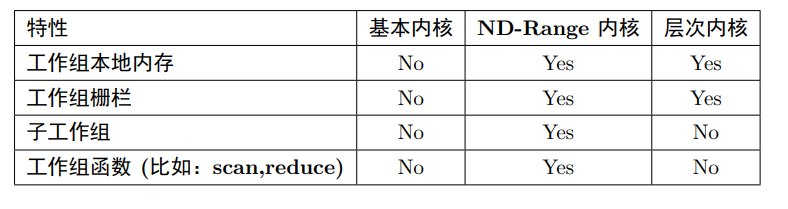 特性 基本内核 ND-Range 内核 层次内核
工作组本地内存 No Yes Yes
工作组栅栏 No Yes Yes
子工作组 No Yes No
工作组函数 (比如：scan,reduce) No Yes No